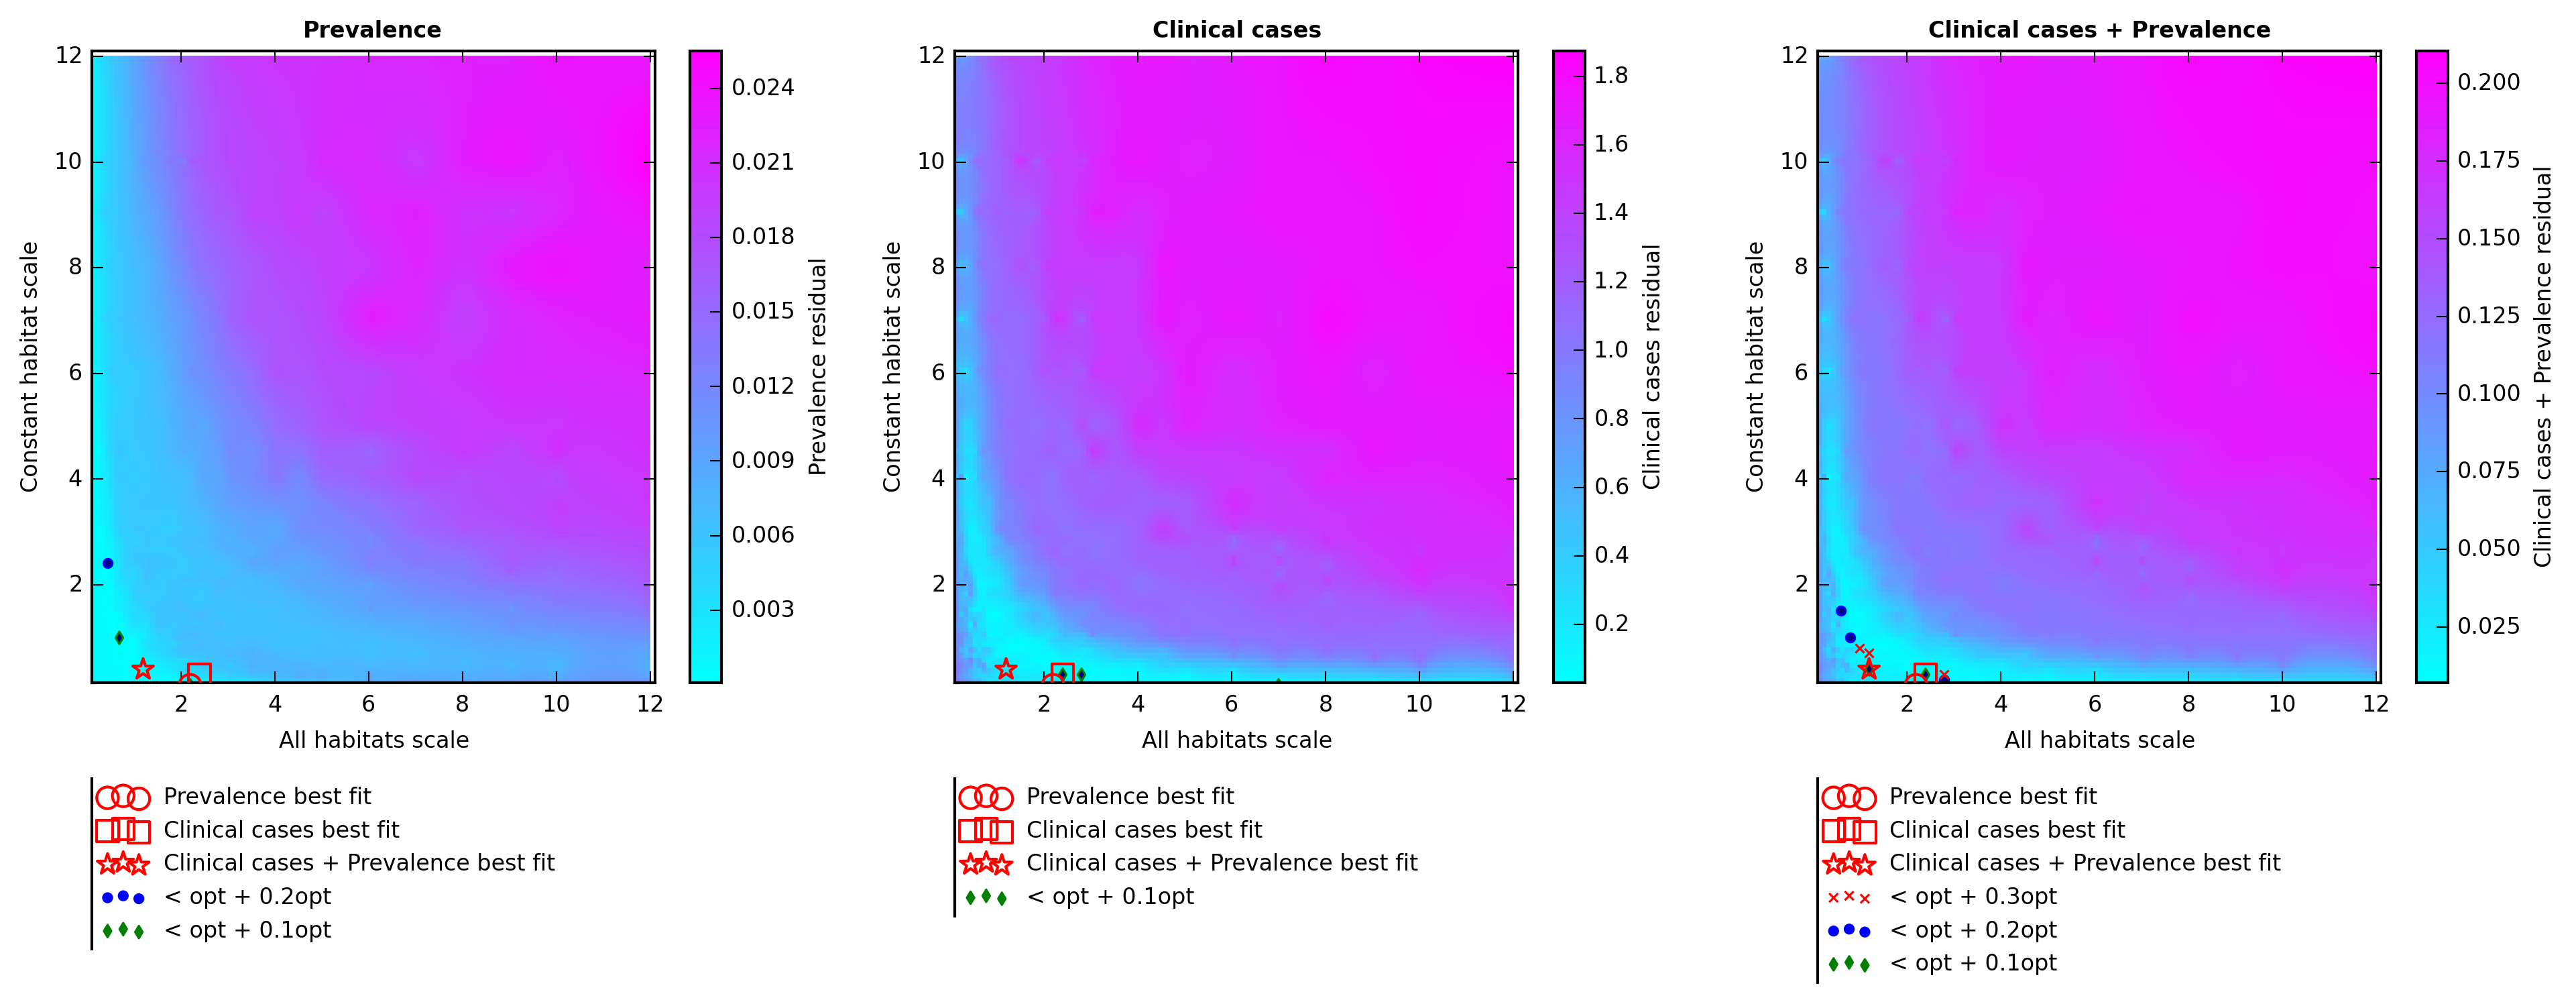 Prevalence
12
10
8
6
4
2
Constant habitat scale
2 4 6 8 10 12
All habitats scale
0.024
0.021
0.018
0.015
0.012
0.009
0.006
0.003
Prevalence residual
Prevalence best fit
Clinical cases best fit
Clinical cases + Prevalence best fit
< opt + 0.2opt
< opt + 0.1opt
Clinical cases
12
10
8
6
4
2
Constant habitat scale
2 4 6 8 10 12
All habitats scale
1.8
1.6
1.4
1.2
1.0
0.8
0.6
0.4
0.2
Clinical cases residual
Prevalence best fit
Clinical cases best fit
Clinical cases + Prevalence best fit
< opt + 0.1opt
Clinical cases + Prevalence
12
10
8
6
4
2
Constant habitat scale
2 4 6 8 10 12
All habitats scale
0.200
0.175
0.150
0.125
0.100
0.075
0.050
0.025
Clinical cases + Prevalence residual
Prevalence best fit
Clinical cases best fit
Clinical cases + Prevalence best fit
< opt + 0.3opt
< opt + 0.2opt
< opt + 0.1opt